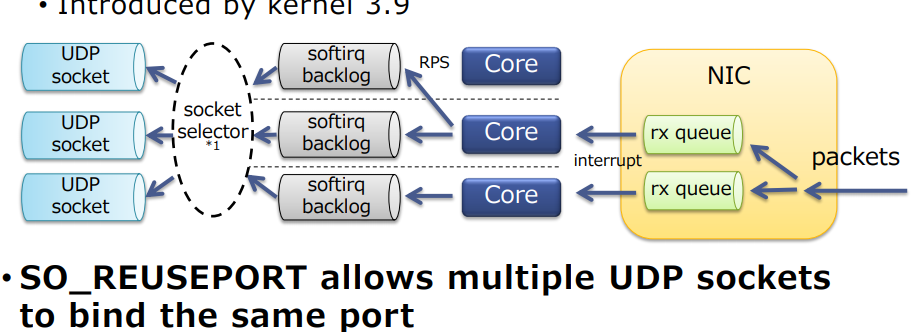 • Introduced by kernel 3.9
UDP
socket
softirq
backlog
RPS
Core
NIC
UDP
socket
socket
selector
*1
softirq
backlog
Core
rx queue
interrupt
packets
UDP
socket
softirq
backlog
Core
rx queue
• SO_REUSEPORT allows multiple UDP sockets
to bind the same port